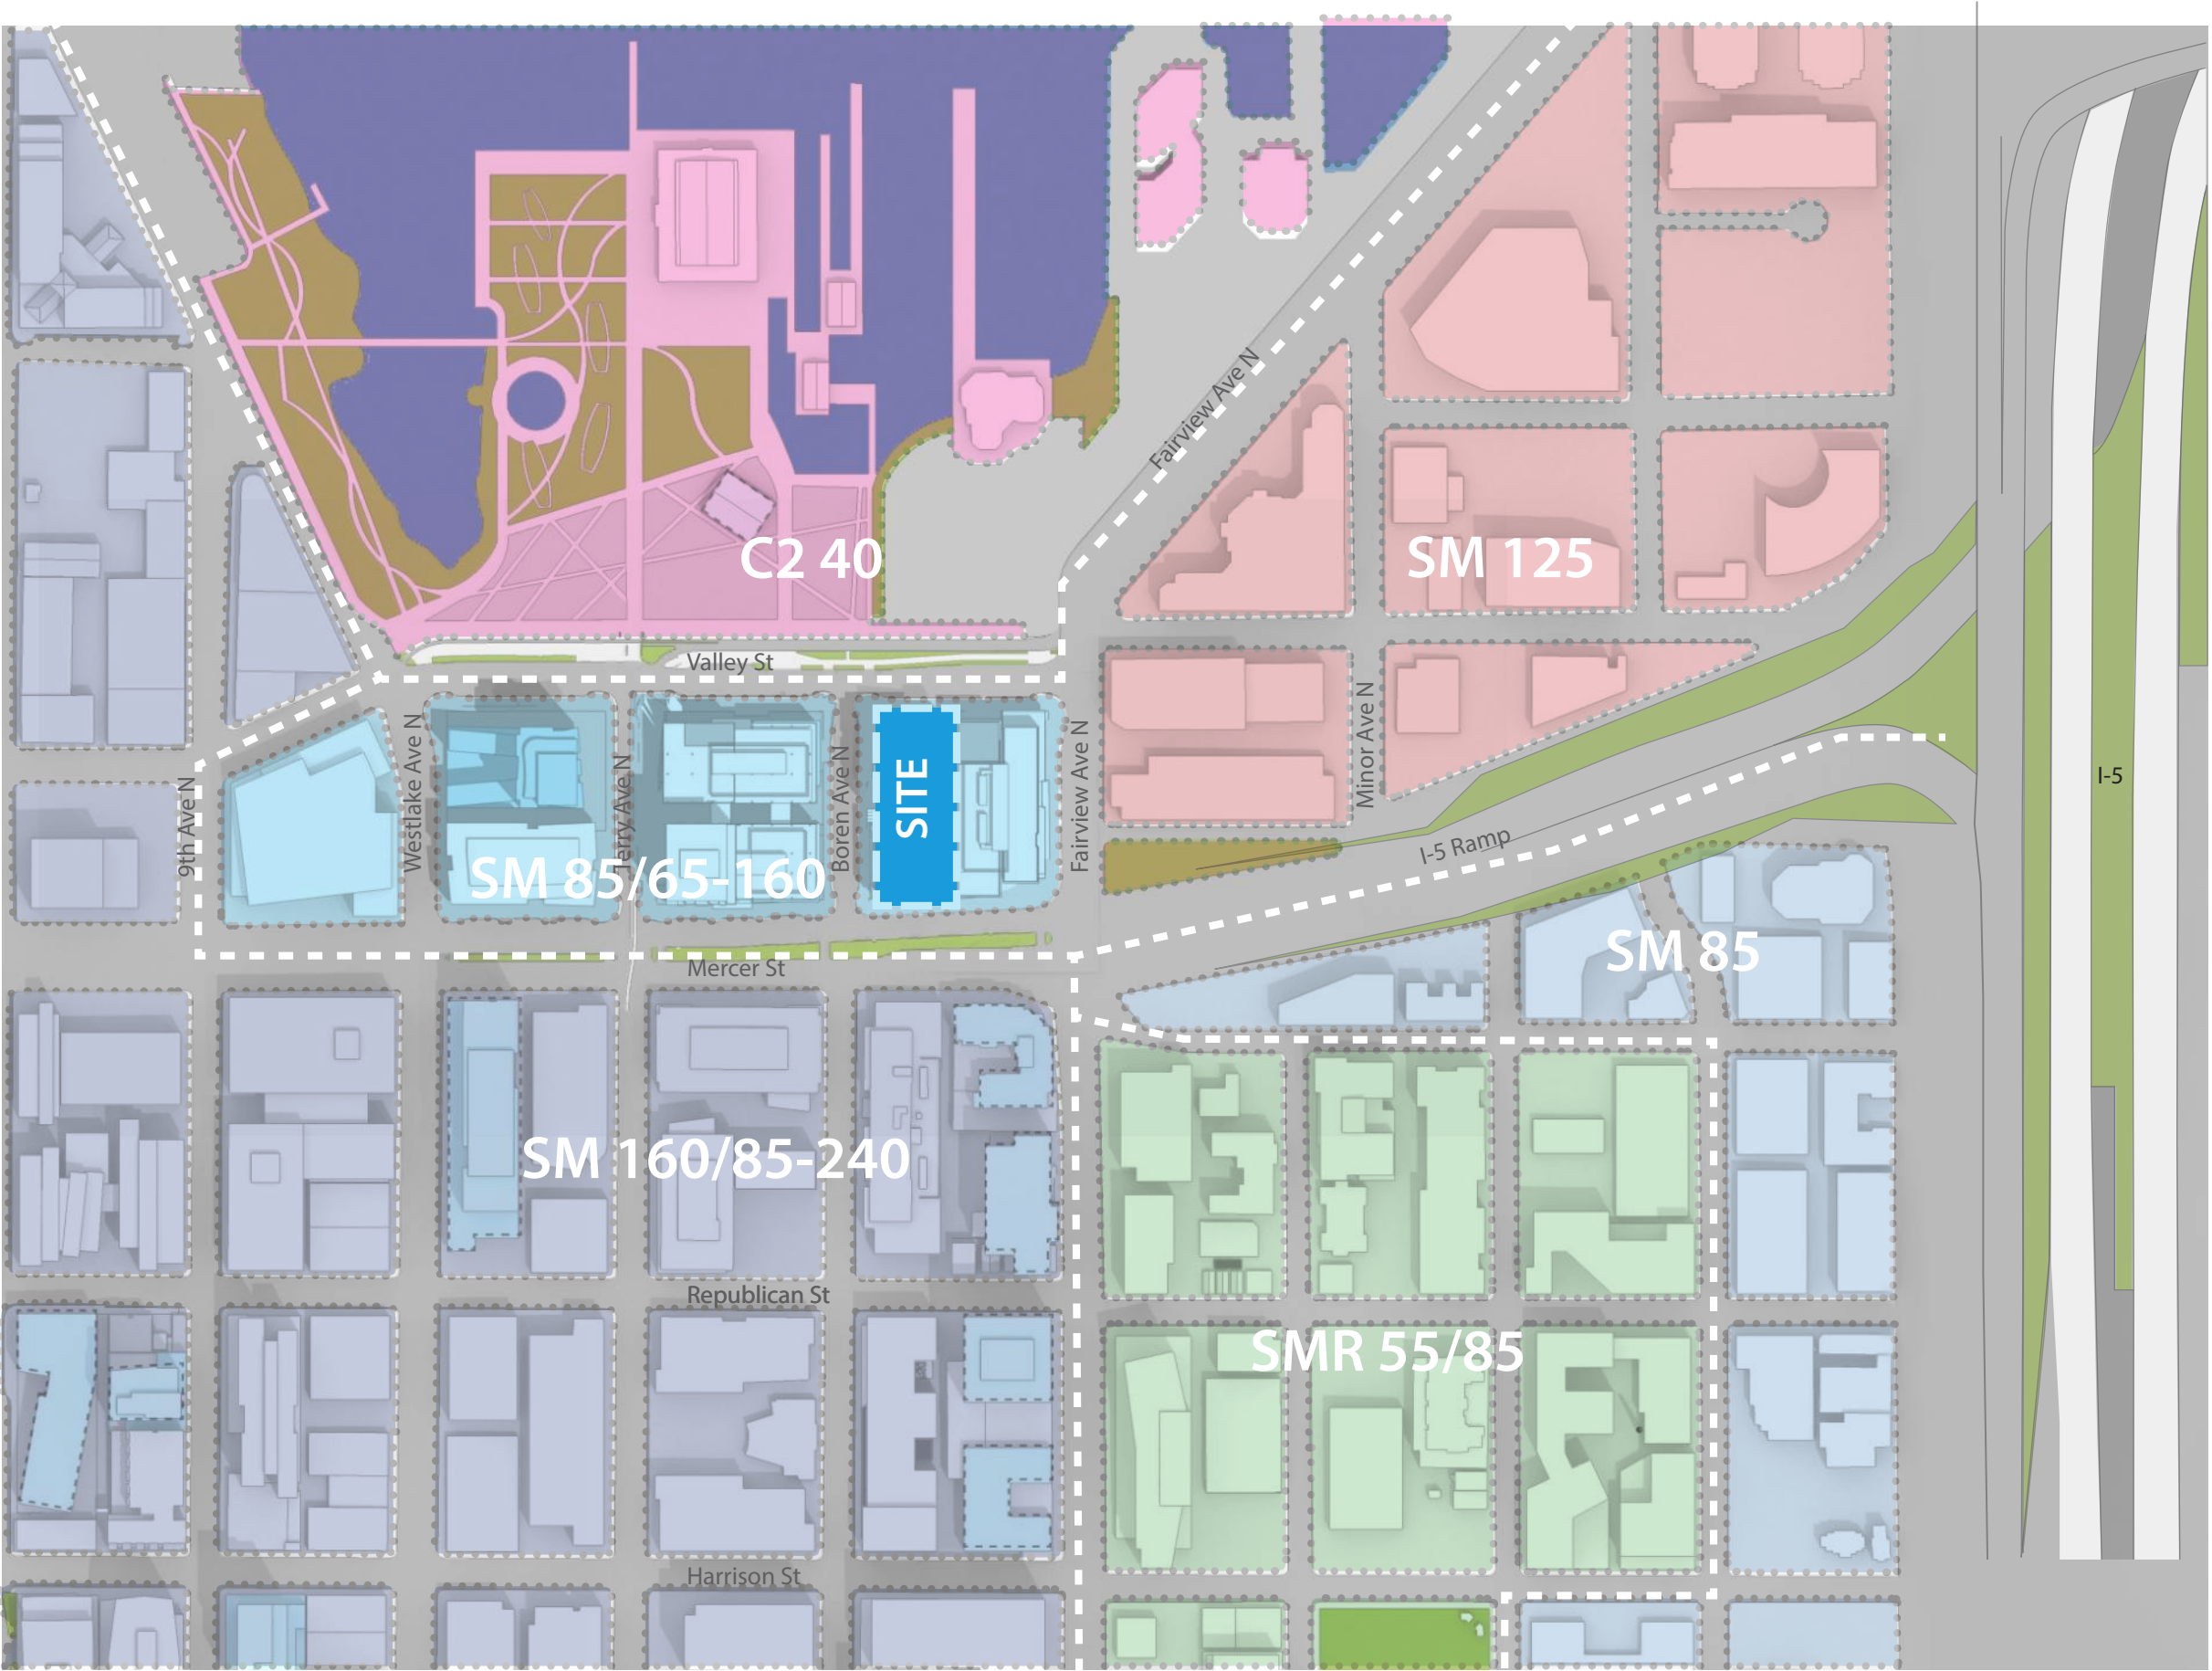 Fairview Ave N
C2 40
SM 125
Valley St
9th Ave N
Westlake Ave N
Terry Ave N
Boren Ave N
SITE
Fairview Ave N
Minor Ave N
I-5
I-5 Ramp
SM 85/65-160
SM 85
Mercer St
SM 160/85-240
Republican St
SMR 55/85
Harrison St